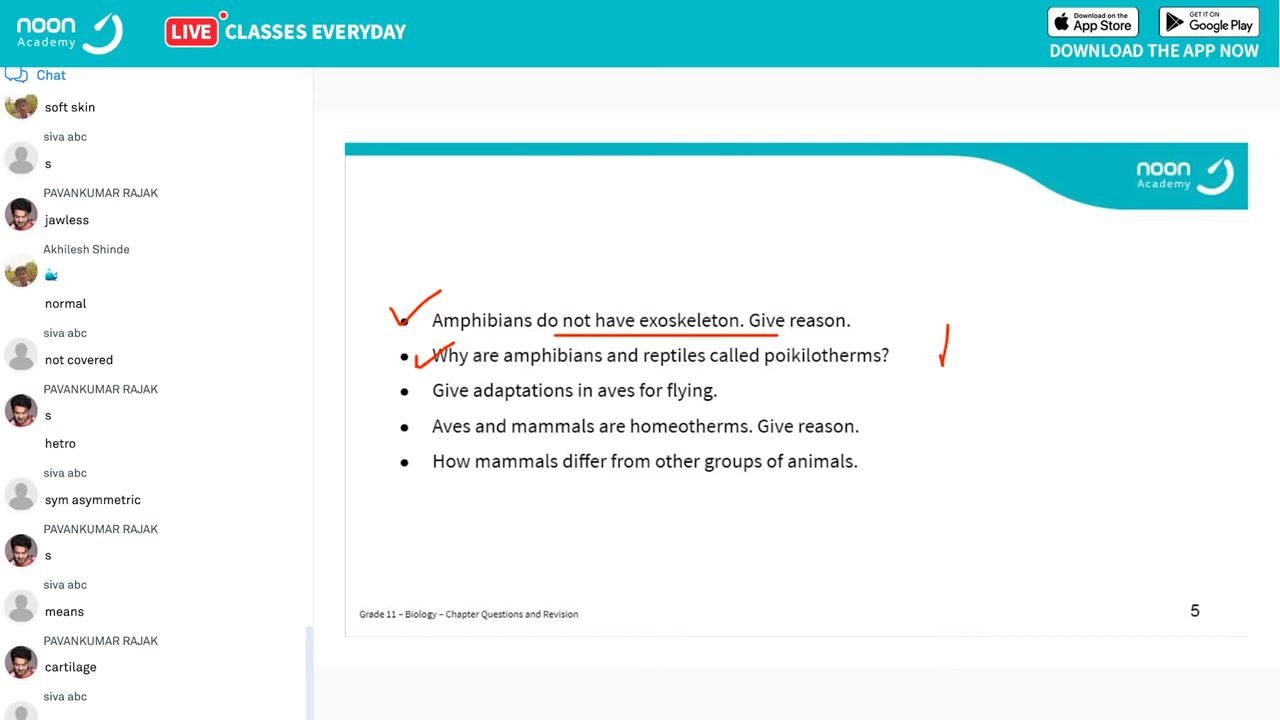 noon
Academy
LIVE CLASSES EVERYDAY
Download on the
App Store
GET IT ON
Google Play
DOWNLOAD THE APP NOW
Chat
soft skin
siva abc
s
PAVANKUMAR RAJAK
jawless
Akhilesh Shinde
normal
siva abc
not covered
PAVANKUMAR RAJAK
s
hetro
siva abc
sym asymmetric
PAVANKUMAR RAJAK
s
siva abc
means
PAVANKUMAR RAJAK
cartilage
siva abc
noon
Academy
• Amphibians do not have exoskeleton. Give reason.
• Why are amphibians and reptiles called poikilotherms?
• Give adaptations in aves for flying.
• Aves and mammals are homeotherms. Give reason.
• How mammals differ from other groups of animals.
Grade 11 – Biology – Chapter Questions and Revision
5